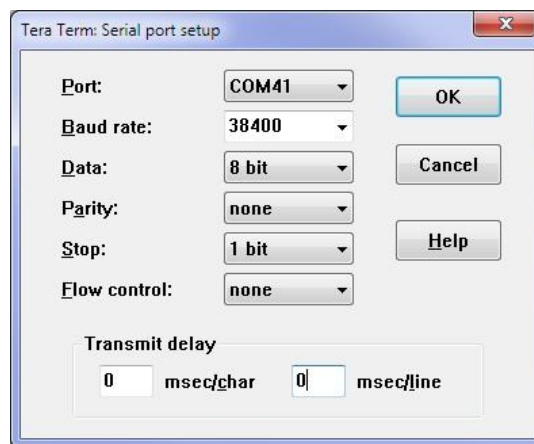 Tera Term: Serial port setup
Port: COM41
OK
Baud rate: 38400
Data: 8 bit
Cancel
Parity: none
Stop: 1 bit
Help
Flow control: none
Transmit delay
0 msec/char 0 msec/line